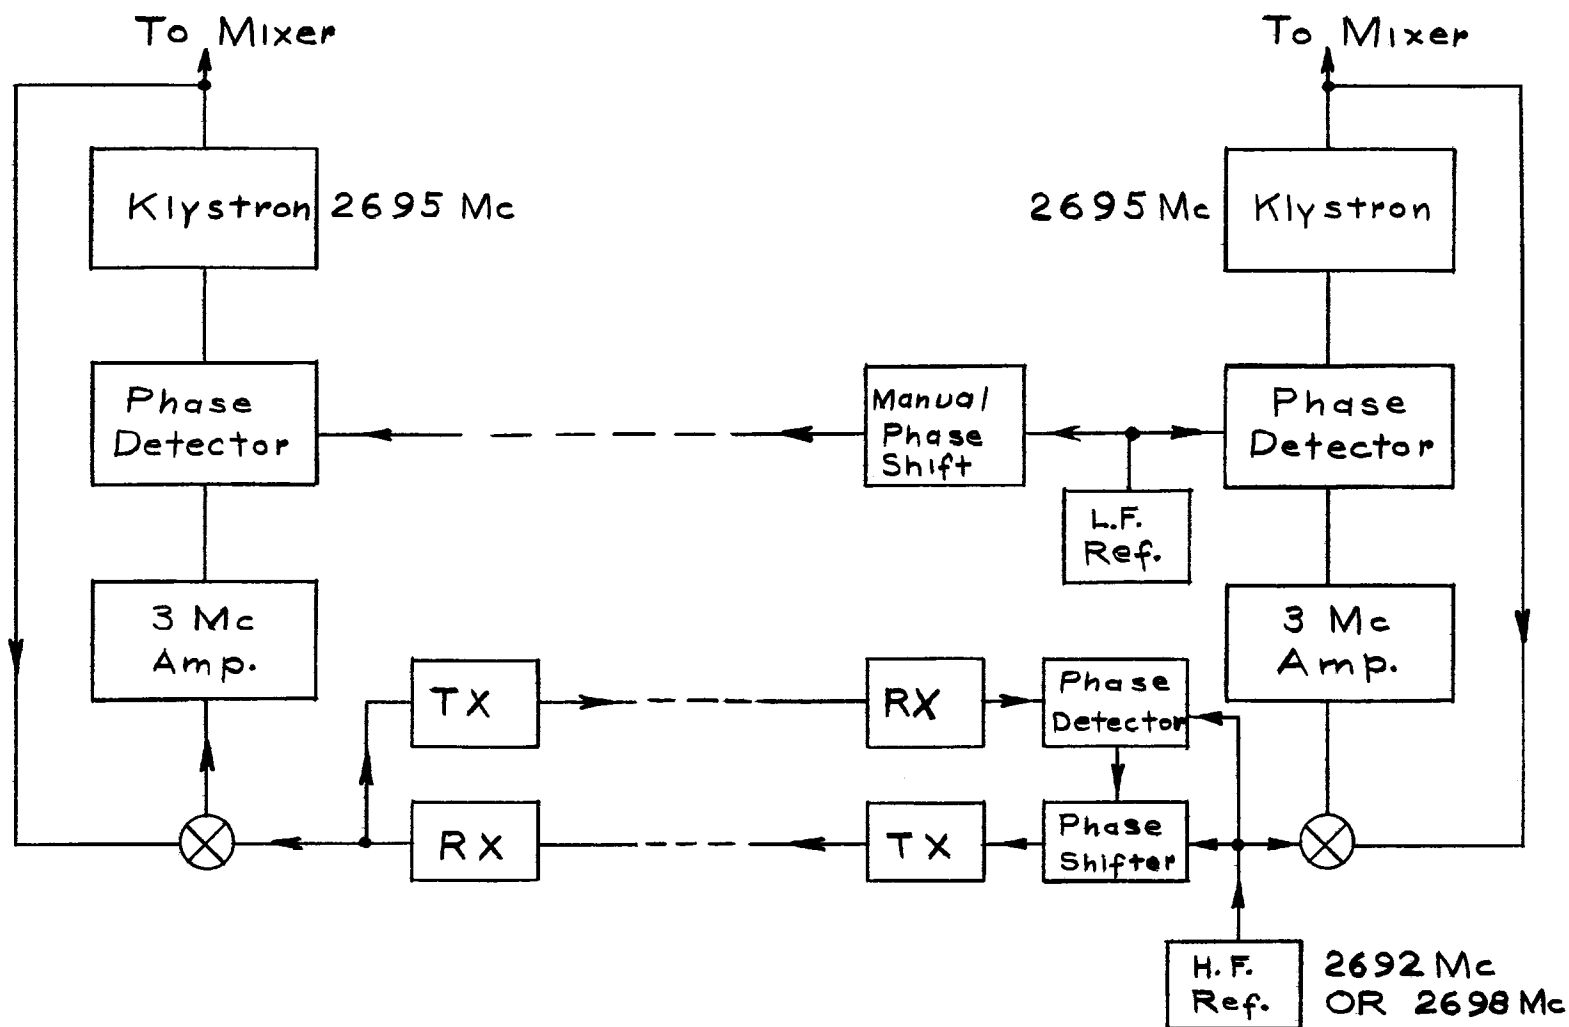 To Mixer
To Mixer
Klystron
2695 Mc
2695 Mc
Klystron
Phase
Detector
Manual
Phase
Shift
Phase
Detector
L.F.
Ref.
3 Mc
Amp.
3 Mc
Amp.
TX
RX
Phase
Detector
RX
TX
Phase
Shifter
H.F.
Ref.
2692 Mc
OR 2698 Mc